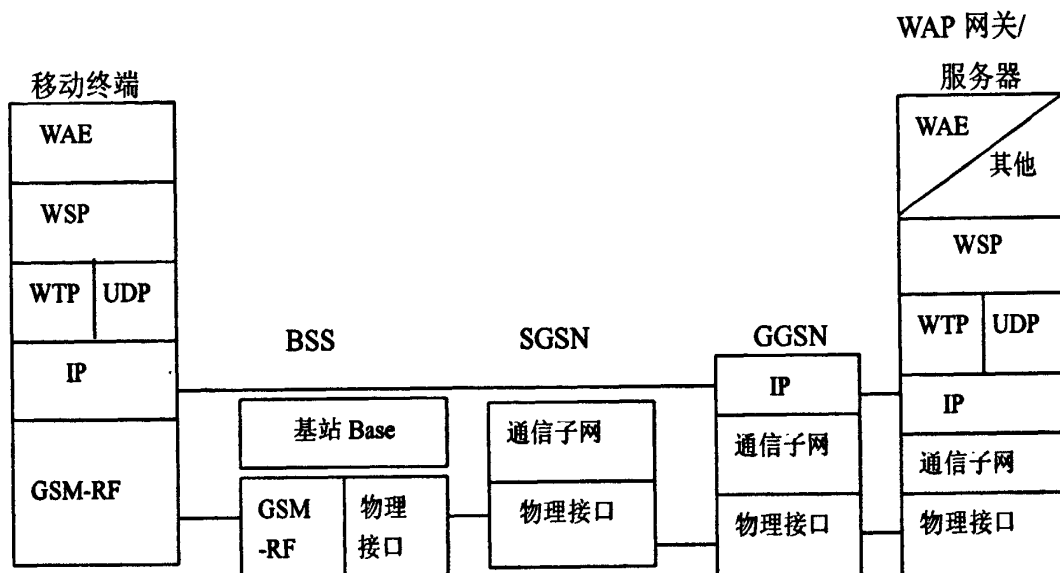 WAP 网关/
服务器
移动终端
WAE
WSP
WTP UDP
IP
GSM-RF
BSS
基站 Base
GSM
-RF
物理
接口
SGSN
通信子网
物理接口
GGSN
IP
通信子网
物理接口
WAE
其他
WSP
WTP UDP
IP
通信子网
物理接口